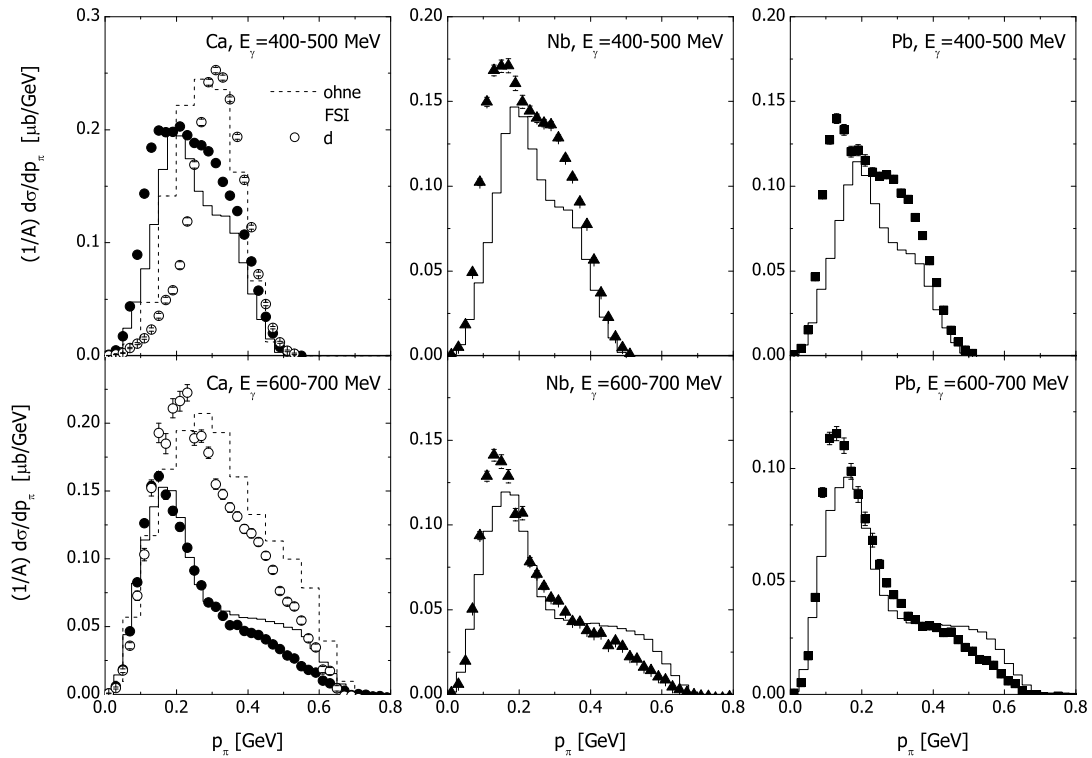 Ca, Eγ=400-500 MeV
Nb, Eγ=400-500 MeV
Pb, Eγ=400-500 MeV
ohne
FSI
d
(1/A) dσ/dpπ [μb/GeV]
0.3
0.2
0.1
0.0
0.20
0.15
0.10
0.05
0.00
0.20
0.15
0.10
0.05
0.00
Ca, Eγ=600-700 MeV
Nb, Eγ=600-700 MeV
Pb, Eγ=600-700 MeV
(1/A) dσ/dpπ [μb/GeV]
0.20
0.15
0.10
0.05
0.00
0.15
0.10
0.05
0.00
0.10
0.05
0.00
0.0 0.2 0.4 0.6
0.0 0.2 0.4 0.6 0.8
0.0 0.2 0.4 0.6 0.8
pπ [GeV]
pπ [GeV]
pπ [GeV]